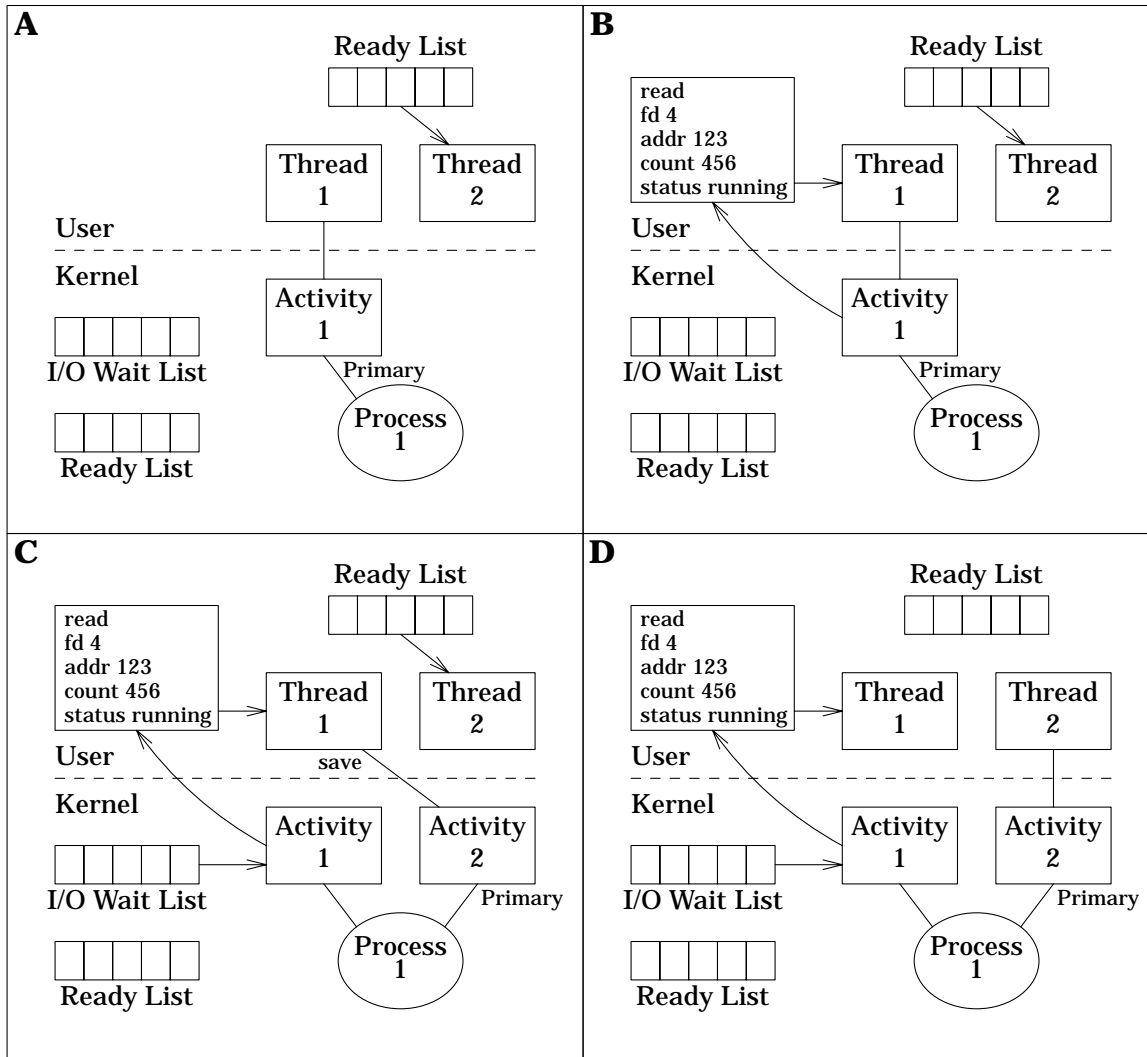 A
Ready List
Thread
1
Thread
2
User
Kernel
Activity
1
I/O Wait List
Primary
Process
1
Ready List
B
Ready List
read
fd 4
addr 123
count 456
status running
Thread
1
Thread
2
User
Kernel
Activity
1
I/O Wait List
Primary
Process
1
Ready List
C
Ready List
read
fd 4
addr 123
count 456
status running
Thread
1
Thread
2
User
save
Kernel
Activity
1
Activity
2
I/O Wait List
Primary
Process
1
Ready List
D
Ready List
read
fd 4
addr 123
count 456
status running
Thread
1
Thread
2
User
Kernel
Activity
1
Activity
2
I/O Wait List
Primary
Process
1
Ready List